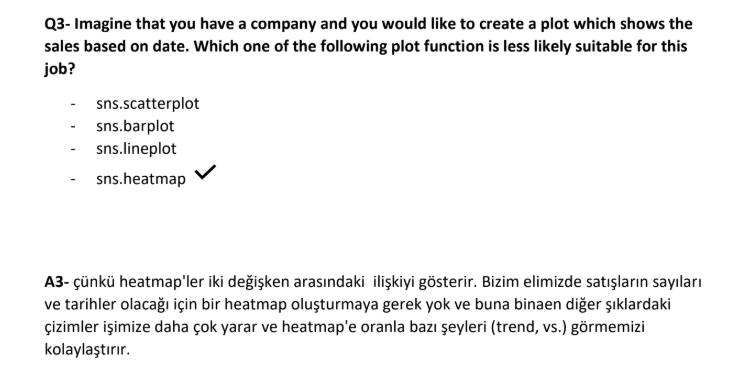 Q3- Imagine that you have a company and you would like to create a plot which shows the
sales based on date. Which one of the following plot function is less likely suitable for this
job?
- sns.scatterplot
- sns.barplot
- sns.lineplot
- sns.heatmap ✓
A3- çünkü heatmap'ler iki değişken arasındaki ilişkiyi gösterir. Bizim elimizde satışların sayıları
ve tarihler olacağı için bir heatmap oluşturmaya gerek yok ve buna binaen diğer şıklardaki
çizimler işimize daha çok yarar ve heatmap'e oranla bazı şeyleri (trend, vs.) görmemizi
kolaylaştırır.